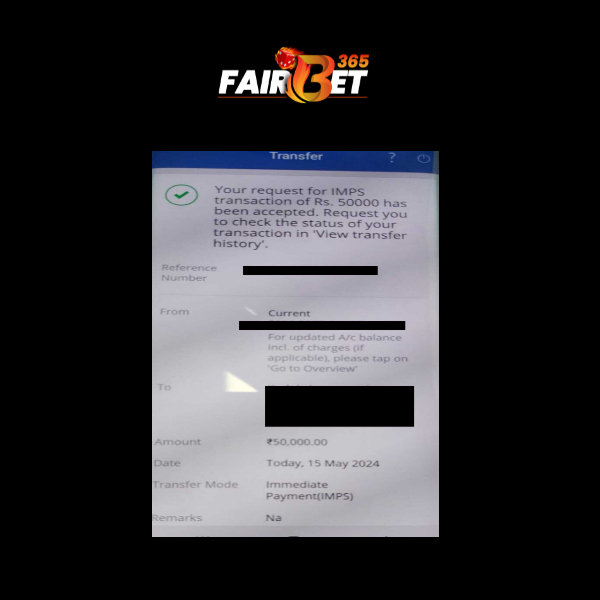 365
FAIRBET
Transfer ?
Your request for IMPS
transaction of Rs. 50000 has
been accepted. Request you
to check the status of your
transaction in 'View transfer
history'.
Reference
Number
From Current
For updated A/c balance
incl. of charges (if
applicable), please tap on
'Go to Overview'
To
Amount ₹50,000.00
Date Today, 15 May 2024
Transfer Mode Immediate
Payment(IMPS)
Remarks Na